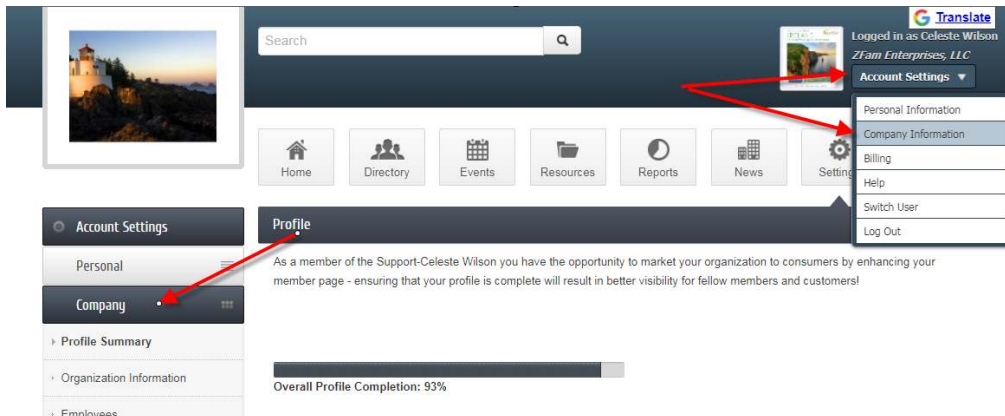 Translate
Search
Logged in as Celeste Wilson
ZFam Enterprises, LLC
Account Settings
Personal Information
Company Information
Billing
Help
Switch User
Log Out
Home
Directory
Events
Resources
Reports
News
Setting
Account Settings
Personal
Company
Profile Summary
Organization Information
Employees
Profile
As a member of the Support-Celeste Wilson you have the opportunity to market your organization to consumers by enhancing your
member page - ensuring that your profile is complete will result in better visibility for fellow members and customers!
Overall Profile Completion: 93%